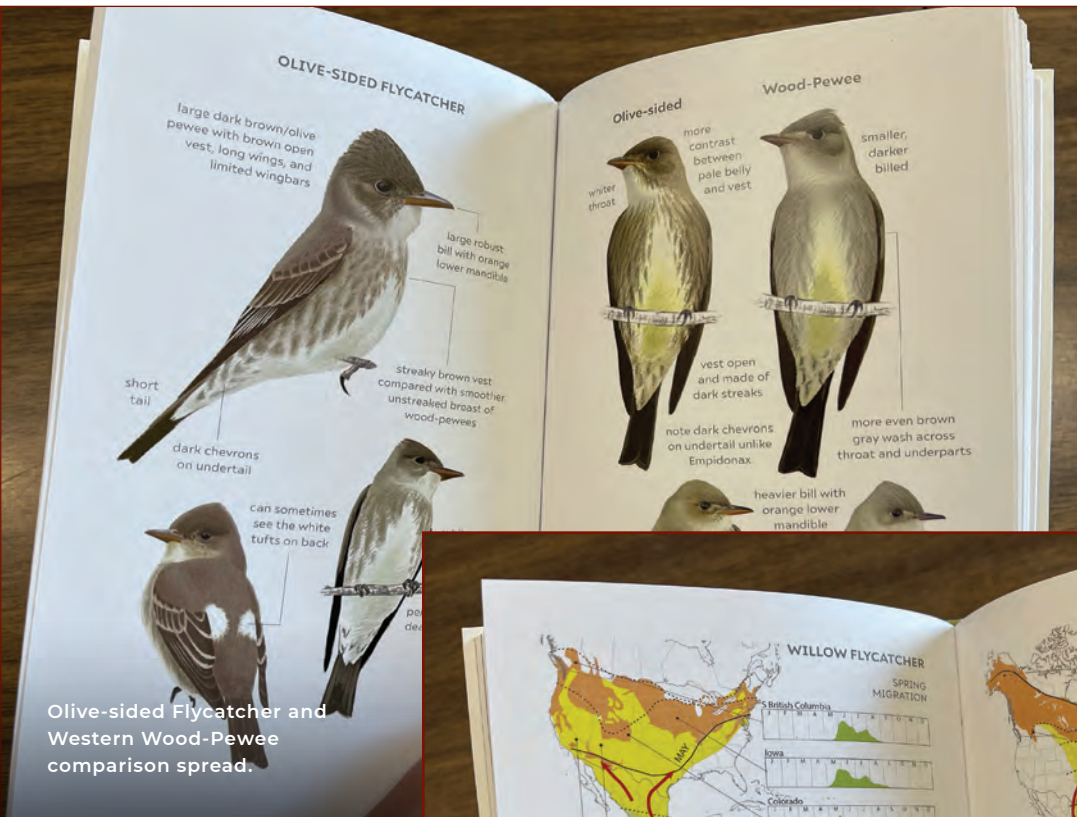 OLIVE-SIDED FLYCATCHER
large dark brown/olive
pewee with brown open
vest, long wings, and
limited wingbars
large robust
bill with orange
lower mandible
streaky brown vest
compared with smoother
unstreaked breast of
wood-pewees
short
tail
dark chevrons
on undertail
can sometimes
see the white
tufts on back
Olive-sided
Wood-Pewee
more
contrast
between
pale belly
and vest
whiter
throat
smaller,
darker
billed
vest open
and made of
dark streaks
note dark chevrons
on undertail unlike
Empidonax
more even brown
gray wash across
throat and underparts
heavier bill with
orange lower
mandible
Olive-sided Flycatcher and
Western Wood-Pewee
comparison spread.
WILLOW FLYCATCHER
SPRING
MIGRATION
S British Columbia
J F M A M J J A S O N D
MAY
Iowa
J F M A M J J A S O N D
Colorado
J F M A M J J A S O N D